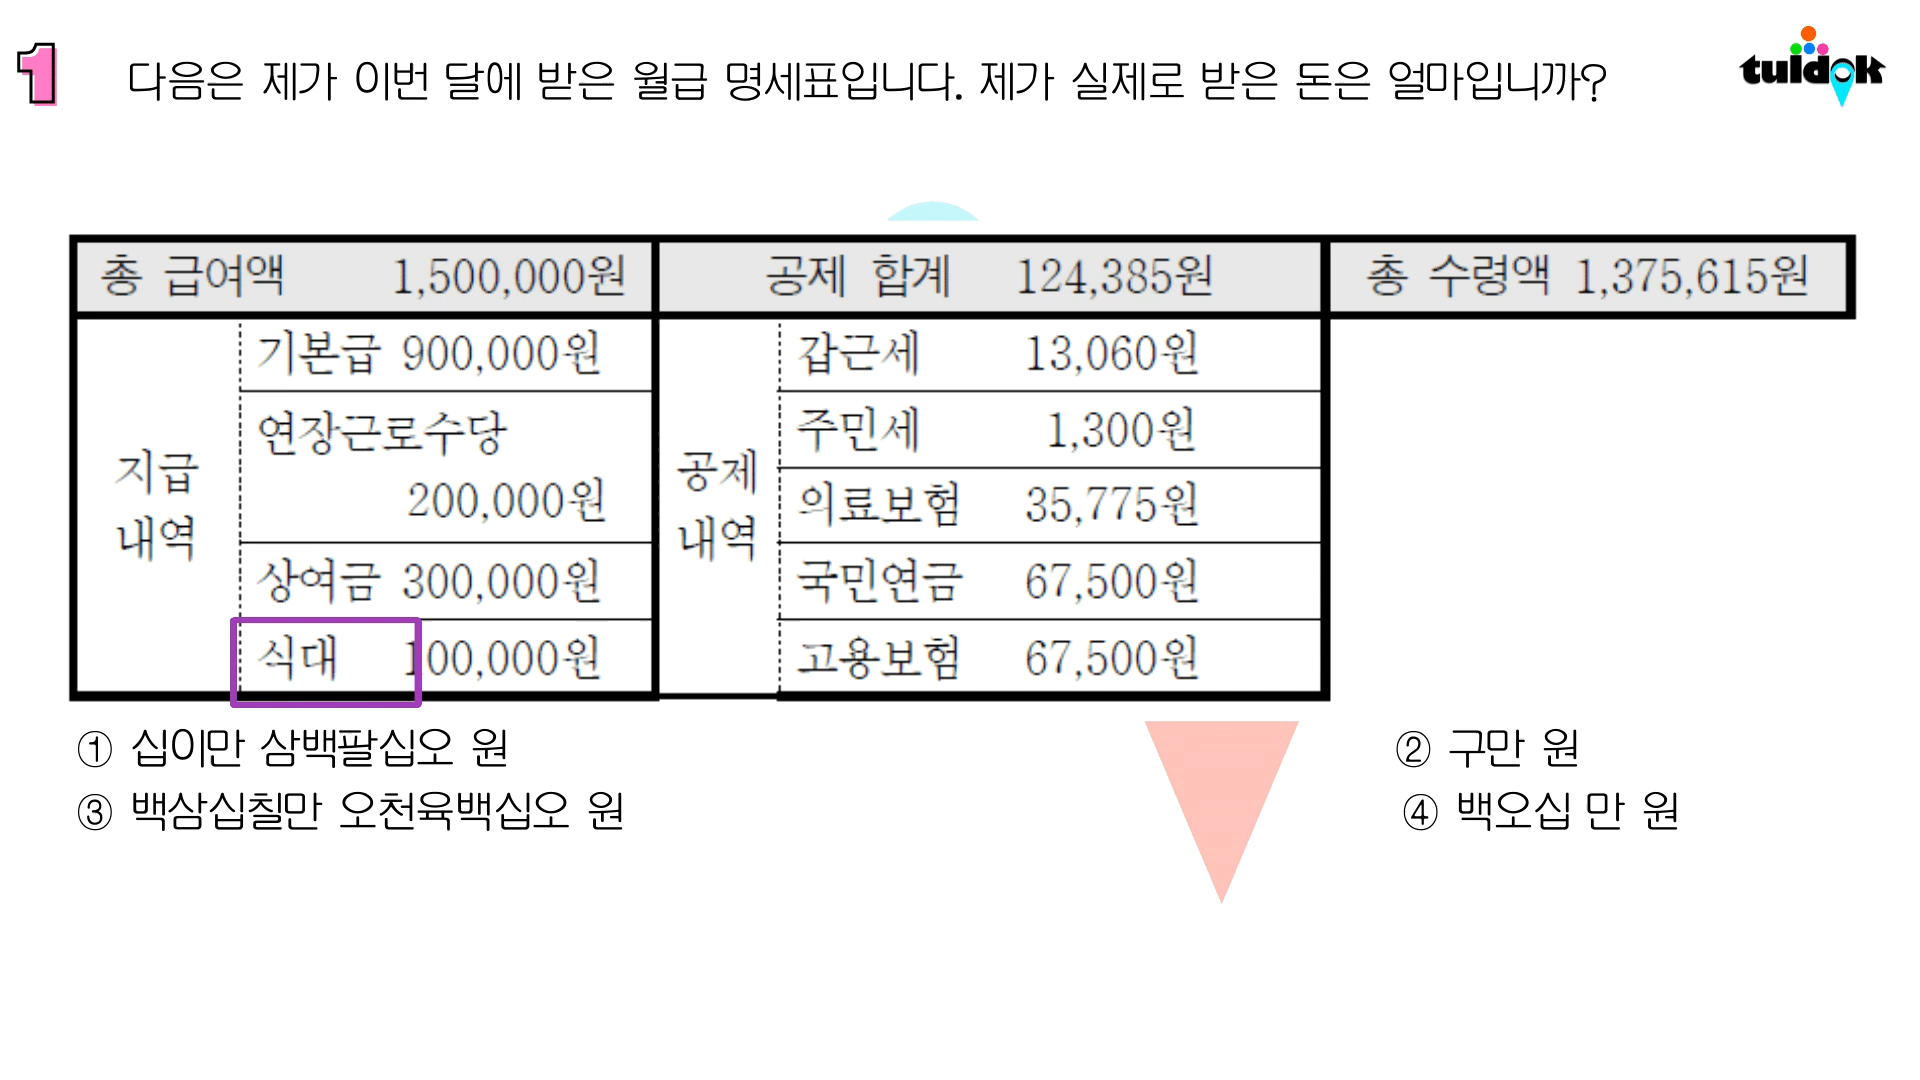 1
다음은 제가 이번 달에 받은 월급 명세표입니다. 제가 실제로 받은 돈은 얼마입니까?
tuidok
총 급여액 1,500,000원 공제 합계 124,385원 총 수령액 1,375,615원
지급
내역
기본급 900,000원
연장근로수당
200,000원
상여금 300,000원
식대 100,000원
공제
내역
갑근세 13,060원
주민세 1,300원
의료보험 35,775원
국민연금 67,500원
고용보험 67,500원
① 십이만 삼백팔십오 원
② 구만 원
③ 백삼십칠만 오천육백십오 원
④ 백오십 만 원